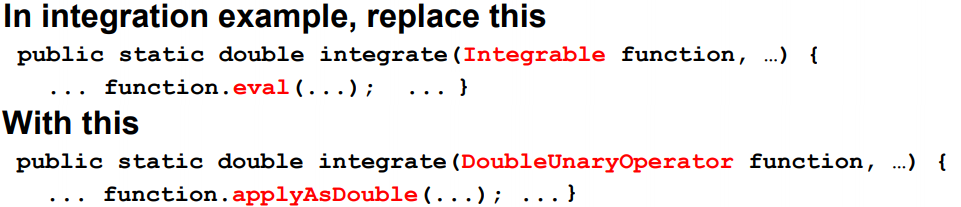 In integration example, replace this
public static double integrate(Integrable function, …) {
... function.eval(...); ... }
With this
public static double integrate(DoubleUnaryOperator function, …) {
... function.applyAsDouble(...); ... }